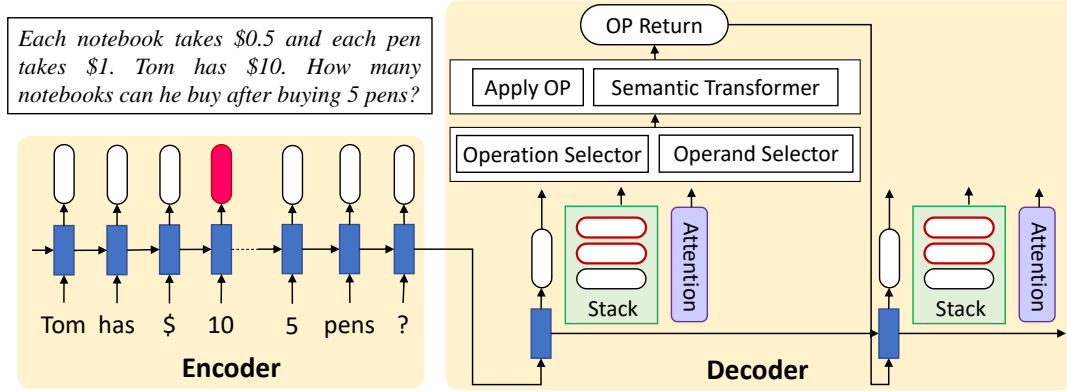 Each notebook takes $0.5 and each pen
takes $1. Tom has $10. How many
notebooks can he buy after buying 5 pens?
OP Return
Apply OP
Semantic Transformer
Operation Selector
Operand Selector
Attention
Stack
Attention
Stack
Tom has $ 10 5 pens ?
Encoder
Decoder